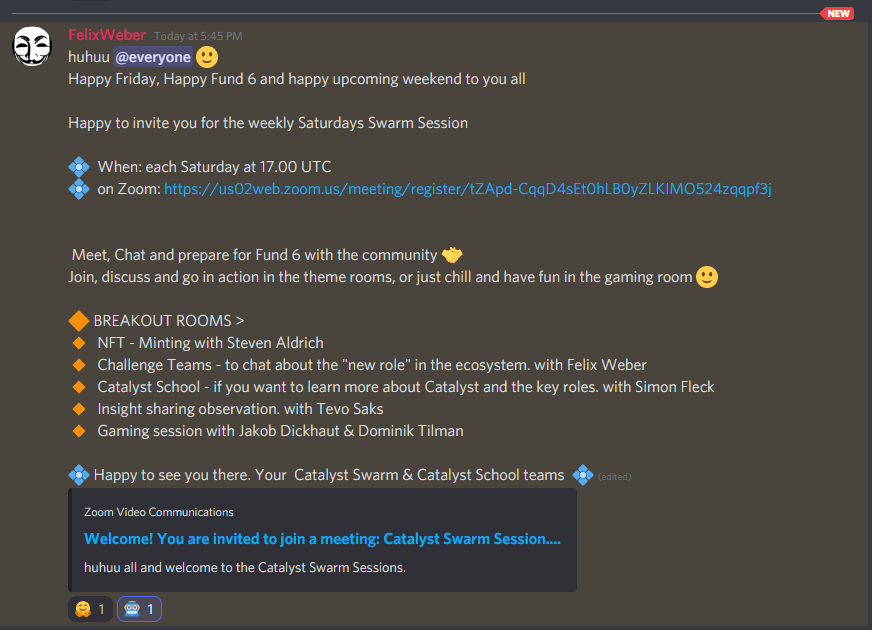 NEW
FelixWeber Today at 5:45 PM
huhuu @everyone 🙂
Happy Friday, Happy Fund 6 and happy upcoming weekend to you all
Happy to invite you for the weekly Saturdays Swarm Session
💠 When: each Saturday at 17.00 UTC
💠 on Zoom: https://us02web.zoom.us/meeting/register/tZApd-CqqD4sEt0hLB0yZLKIMO524zqqpf3j
Meet, Chat and prepare for Fund 6 with the community 🤝
Join, discuss and go in action in the theme rooms, or just chill and have fun in the gaming room 🙂
🔶 BREAKOUT ROOMS >
🔸 NFT - Minting with Steven Aldrich
🔸 Challenge Teams - to chat about the "new role" in the ecosystem. with Felix Weber
🔸 Catalyst School - if you want to learn more about Catalyst and the key roles. with Simon Fleck
🔸 Insight sharing observation. with Tevo Saks
🔸 Gaming session with Jakob Dickhaut & Dominik Tilman
💠 Happy to see you there. Your Catalyst Swarm & Catalyst School teams 💠 (edited)
Zoom Video Communications
Welcome! You are invited to join a meeting: Catalyst Swarm Session....
huhuu all and welcome to the Catalyst Swarm Sessions.
🤗 1 🤖 1